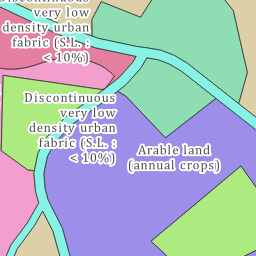 Discontinuous
very low
density urban
fabric (S.L. :
< 10%)
Discontinuous
very low
density urban
fabric (S.L. :
< 10%)
Arable land
(annual crops)